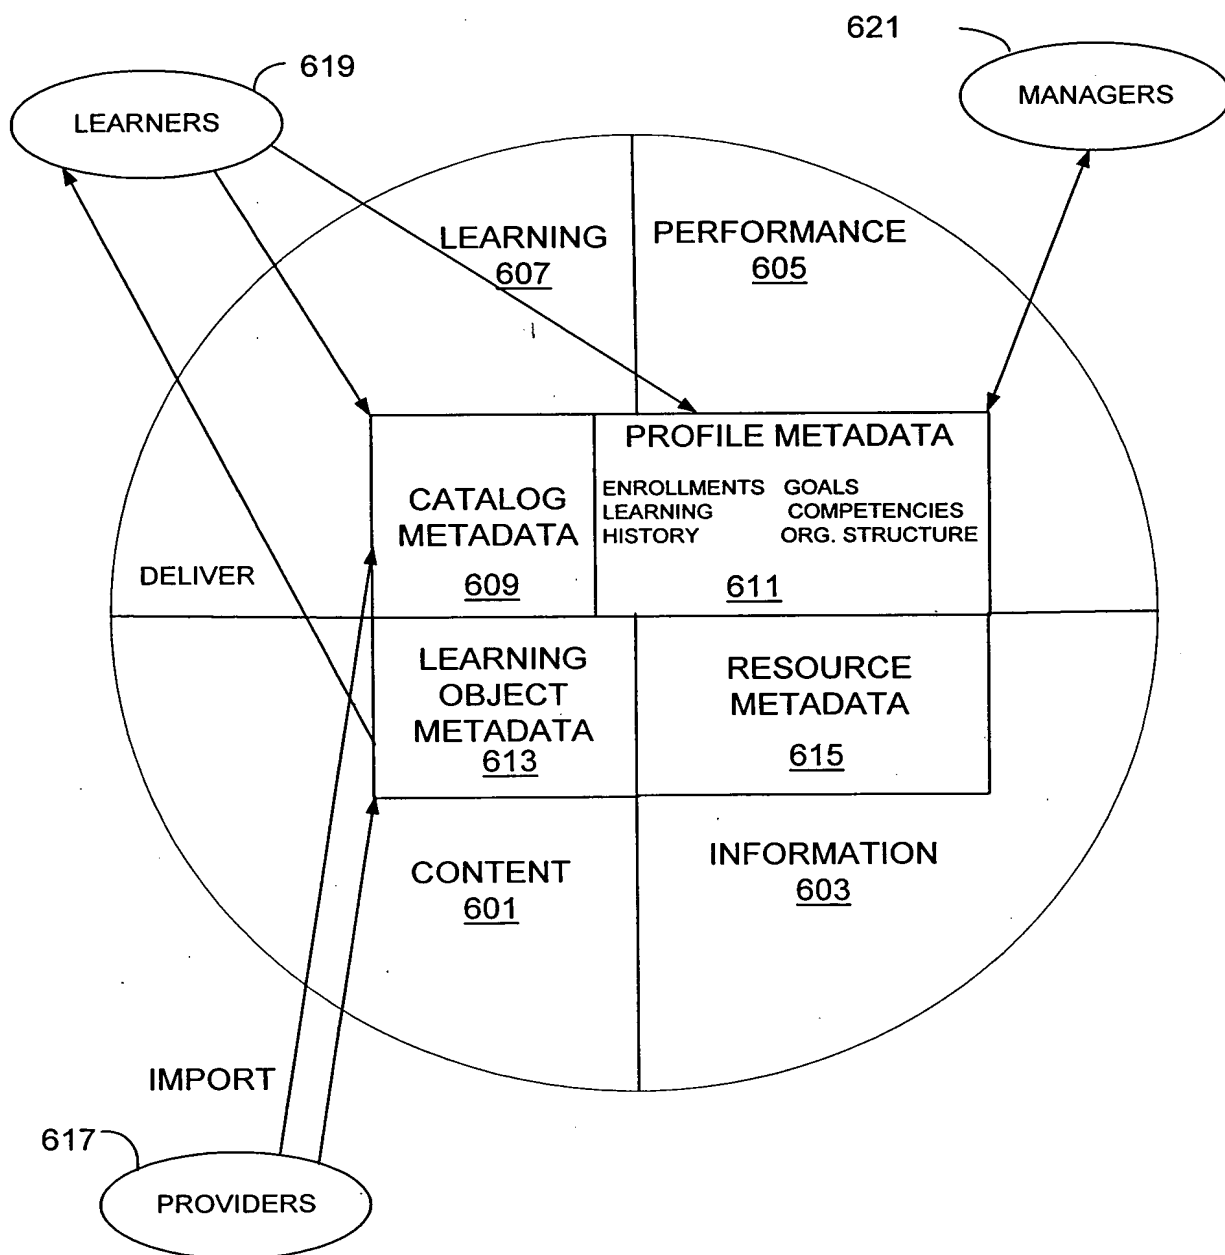 621
619
MANAGERS
LEARNERS
LEARNING
607
PERFORMANCE
605
PROFILE METADATA
ENROLLMENTS GOALS
LEARNING COMPETENCIES
HISTORY ORG. STRUCTURE
611
CATALOG
METADATA
609
DELIVER
LEARNING
OBJECT
METADATA
613
RESOURCE
METADATA
615
CONTENT
601
INFORMATION
603
IMPORT
617
PROVIDERS